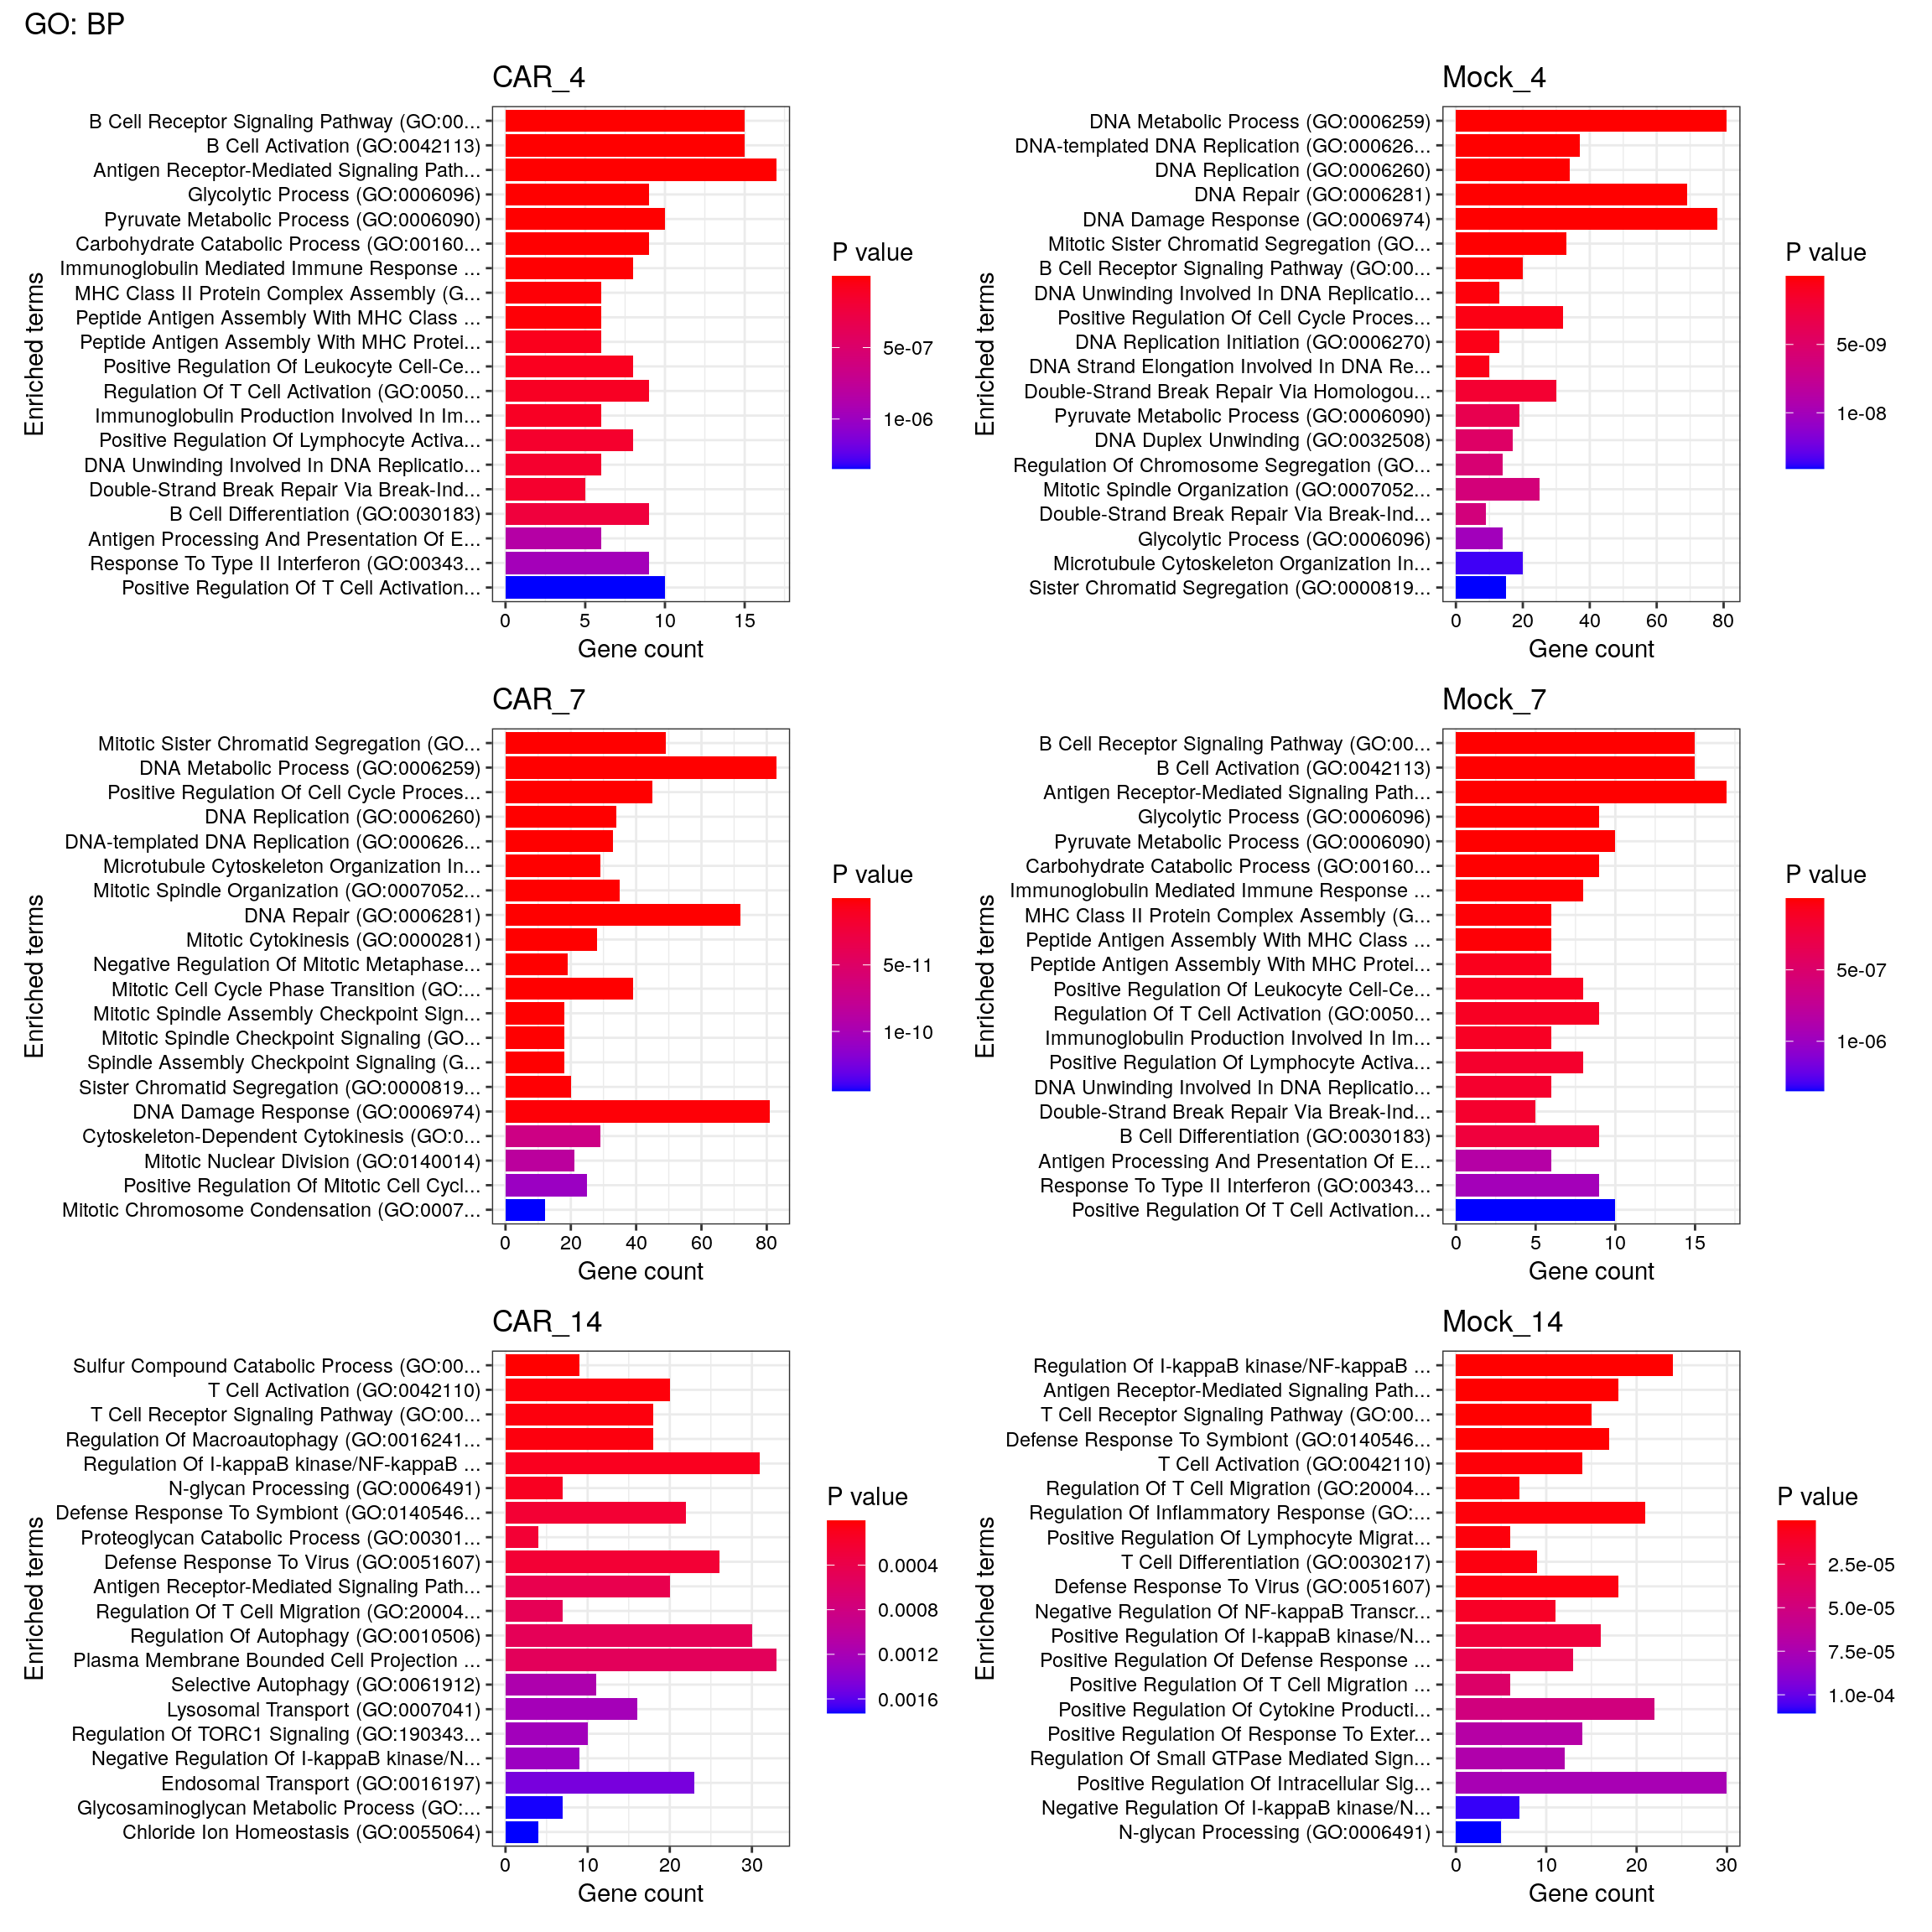 GO: BP
CAR_4
B Cell Receptor Signaling Pathway (GO:00...
B Cell Activation (GO:0042113)
Antigen Receptor-Mediated Signaling Path...
Glycolytic Process (GO:0006096)
Pyruvate Metabolic Process (GO:0006090)
Carbohydrate Catabolic Process (GO:00160...
Immunoglobulin Mediated Immune Response ...
MHC Class II Protein Complex Assembly (G...
Peptide Antigen Assembly With MHC Class ...
Peptide Antigen Assembly With MHC Protei...
Positive Regulation Of Leukocyte Cell-Ce...
Regulation Of T Cell Activation (GO:0050...
Immunoglobulin Production Involved In Im...
Positive Regulation Of Lymphocyte Activa...
DNA Unwinding Involved In DNA Replicatio...
Double-Strand Break Repair Via Break-Ind...
B Cell Differentiation (GO:0030183)
Antigen Processing And Presentation Of E...
Response To Type II Interferon (GO:00343...
Positive Regulation Of T Cell Activation...
Enriched terms
0 5 10 15
Gene count
P value
5e-07
1e-06
Mock_4
DNA Metabolic Process (GO:0006259)
DNA-templated DNA Replication (GO:000626...
DNA Replication (GO:0006260)
DNA Repair (GO:0006281)
DNA Damage Response (GO:0006974)
Mitotic Sister Chromatid Segregation (GO...
B Cell Receptor Signaling Pathway (GO:00...
DNA Unwinding Involved In DNA Replicatio...
Positive Regulation Of Cell Cycle Proces...
DNA Replication Initiation (GO:0006270)
DNA Strand Elongation Involved In DNA Re...
Double-Strand Break Repair Via Homologou...
Pyruvate Metabolic Process (GO:0006090)
DNA Duplex Unwinding (GO:0032508)
Regulation Of Chromosome Segregation (GO...
Mitotic Spindle Organization (GO:0007052...
Double-Strand Break Repair Via Break-Ind...
Glycolytic Process (GO:0006096)
Microtubule Cytoskeleton Organization In...
Sister Chromatid Segregation (GO:0000819...
Enriched terms
0 20 40 60 80
Gene count
P value
5e-09
1e-08
CAR_7
Mitotic Sister Chromatid Segregation (GO...
DNA Metabolic Process (GO:0006259)
Positive Regulation Of Cell Cycle Proces...
DNA Replication (GO:0006260)
DNA-templated DNA Replication (GO:000626...
Microtubule Cytoskeleton Organization In...
Mitotic Spindle Organization (GO:0007052...
DNA Repair (GO:0006281)
Mitotic Cytokinesis (GO:0000281)
Negative Regulation Of Mitotic Metaphase...
Mitotic Cell Cycle Phase Transition (GO:...
Mitotic Spindle Assembly Checkpoint Sign...
Mitotic Spindle Checkpoint Signaling (GO...
Spindle Assembly Checkpoint Signaling (G...
Sister Chromatid Segregation (GO:0000819...
DNA Damage Response (GO:0006974)
Cytoskeleton-Dependent Cytokinesis (GO:0...
Mitotic Nuclear Division (GO:0140014)
Positive Regulation Of Mitotic Cell Cycl...
Mitotic Chromosome Condensation (GO:0007...
Enriched terms
0 20 40 60 80
Gene count
P value
5e-11
1e-10
Mock_7
B Cell Receptor Signaling Pathway (GO:00...
B Cell Activation (GO:0042113)
Antigen Receptor-Mediated Signaling Path...
Glycolytic Process (GO:0006096)
Pyruvate Metabolic Process (GO:0006090)
Carbohydrate Catabolic Process (GO:00160...
Immunoglobulin Mediated Immune Response ...
MHC Class II Protein Complex Assembly (G...
Peptide Antigen Assembly With MHC Class ...
Peptide Antigen Assembly With MHC Protei...
Positive Regulation Of Leukocyte Cell-Ce...
Regulation Of T Cell Activation (GO:0050...
Immunoglobulin Production Involved In Im...
Positive Regulation Of Lymphocyte Activa...
DNA Unwinding Involved In DNA Replicatio...
Double-Strand Break Repair Via Break-Ind...
B Cell Differentiation (GO:0030183)
Antigen Processing And Presentation Of E...
Response To Type II Interferon (GO:00343...
Positive Regulation Of T Cell Activation...
Enriched terms
0 5 10 15
Gene count
P value
5e-07
1e-06
CAR_14
Sulfur Compound Catabolic Process (GO:00...
T Cell Activation (GO:0042110)
T Cell Receptor Signaling Pathway (GO:00...
Regulation Of Macroautophagy (GO:0016241...
Regulation Of I-kappaB kinase/NF-kappaB ...
N-glycan Processing (GO:0006491)
Defense Response To Symbiont (GO:0140546...
Proteoglycan Catabolic Process (GO:00301...
Defense Response To Virus (GO:0051607)
Antigen Receptor-Mediated Signaling Path...
Regulation Of T Cell Migration (GO:20004...
Regulation Of Autophagy (GO:0010506)
Plasma Membrane Bounded Cell Projection ...
Selective Autophagy (GO:0061912)
Lysosomal Transport (GO:0007041)
Regulation Of TORC1 Signaling (GO:190343...
Negative Regulation Of I-kappaB kinase/N...
Endosomal Transport (GO:0016197)
Glycosaminoglycan Metabolic Process (GO:...
Chloride Ion Homeostasis (GO:0055064)
Enriched terms
0 10 20 30
Gene count
P value
0.0004
0.0008
0.0012
0.0016
Mock_14
Regulation Of I-kappaB kinase/NF-kappaB ...
Antigen Receptor-Mediated Signaling Path...
T Cell Receptor Signaling Pathway (GO:00...
Defense Response To Symbiont (GO:0140546...
T Cell Activation (GO:0042110)
Regulation Of T Cell Migration (GO:20004...
Regulation Of Inflammatory Response (GO:...
Positive Regulation Of Lymphocyte Migrat...
T Cell Differentiation (GO:0030217)
Defense Response To Virus (GO:0051607)
Negative Regulation Of NF-kappaB Transcr...
Positive Regulation Of I-kappaB kinase/N...
Positive Regulation Of Defense Response ...
Positive Regulation Of T Cell Migration ...
Positive Regulation Of Cytokine Producti...
Positive Regulation Of Response To Exter...
Regulation Of Small GTPase Mediated Sign...
Positive Regulation Of Intracellular Sig...
Negative Regulation Of I-kappaB kinase/N...
N-glycan Processing (GO:0006491)
Enriched terms
0 10 20 30
Gene count
P value
2.5e-05
5.0e-05
7.5e-05
1.0e-04